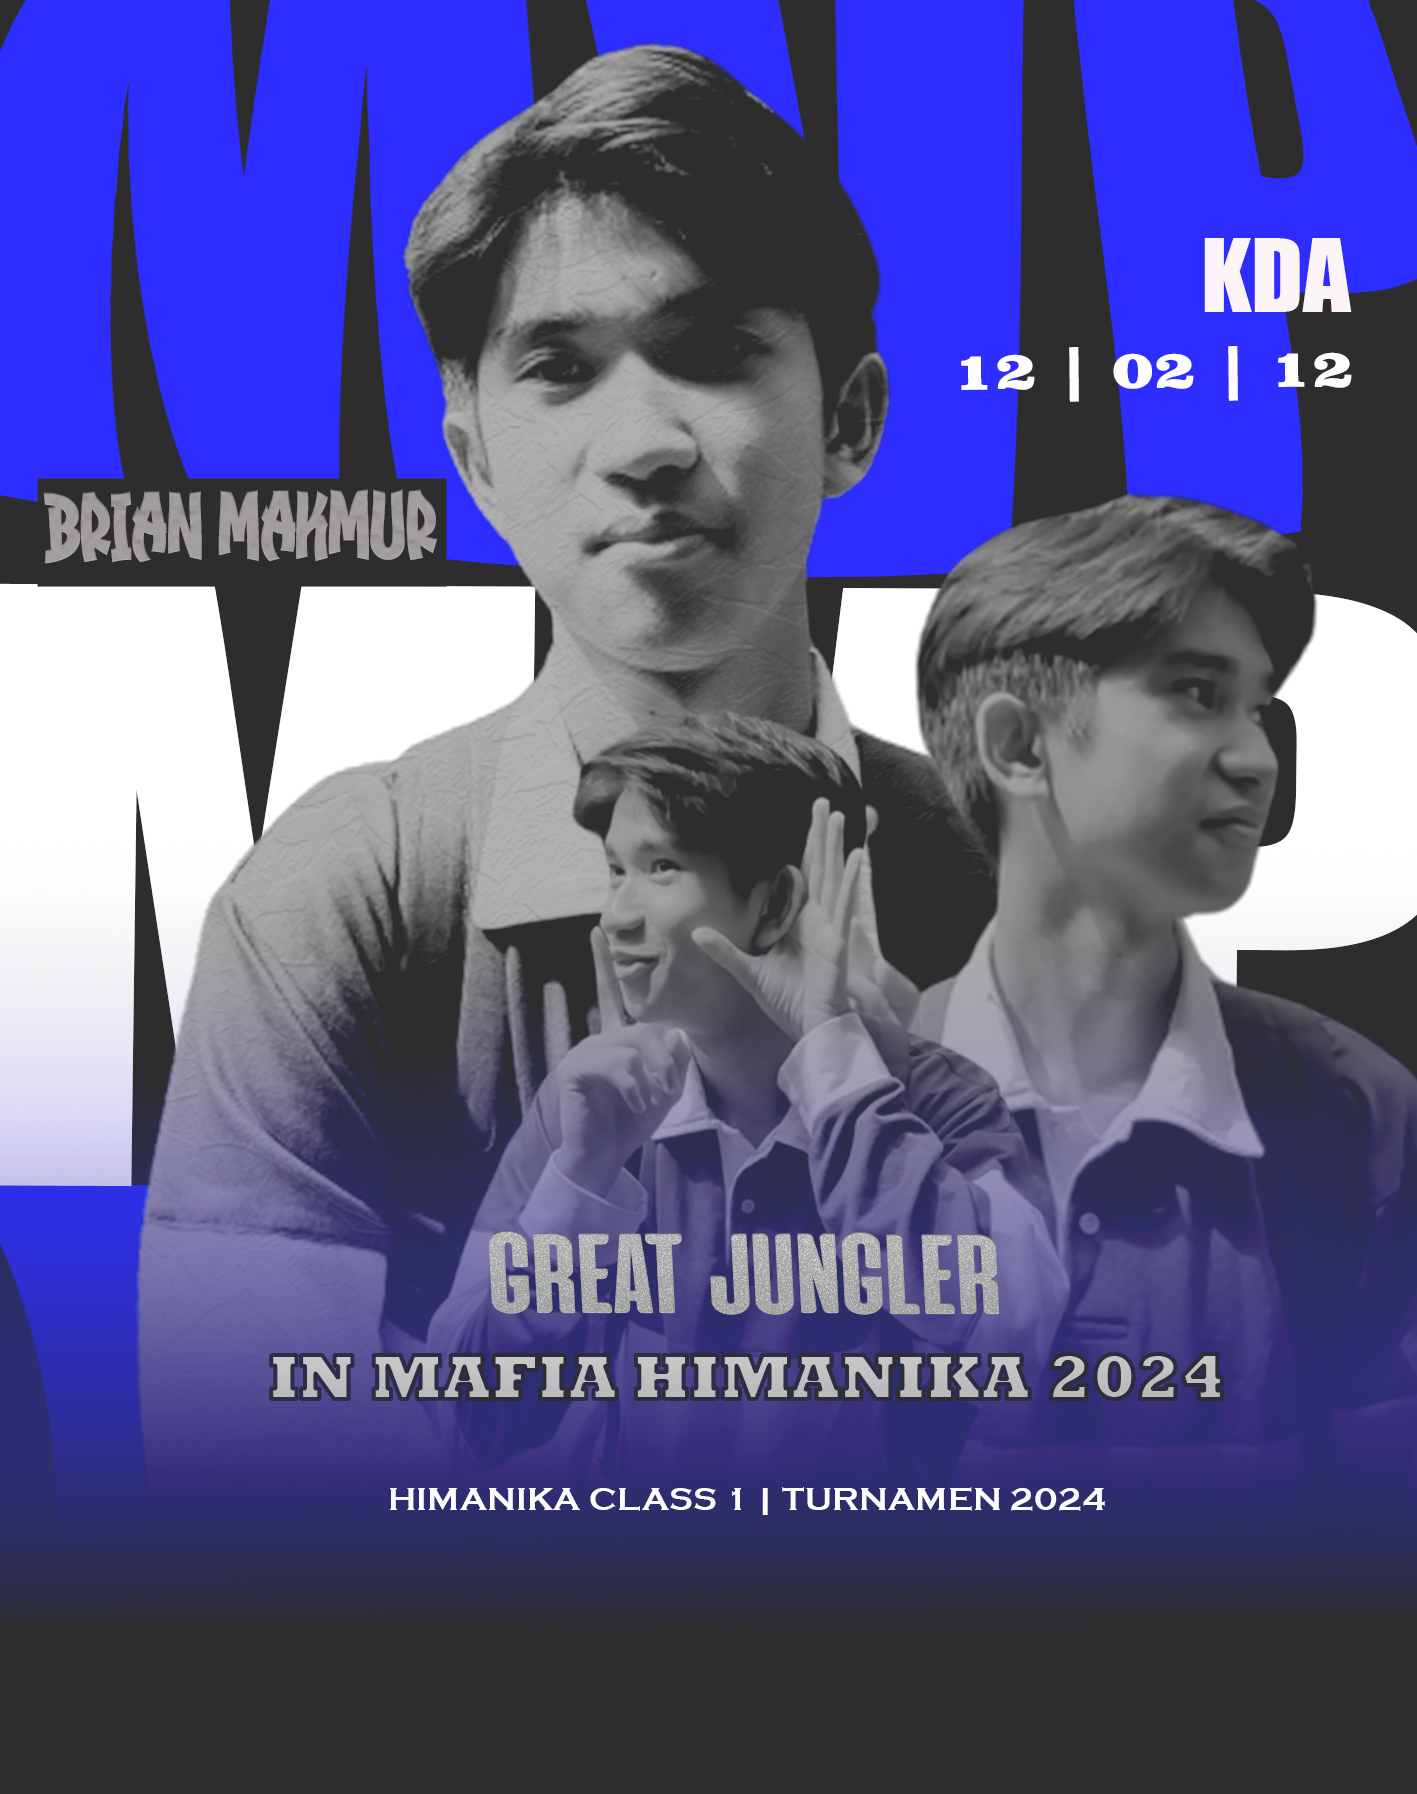 MVP
KDA
12 | 02 | 12
BRIAN MAKMUR
MVP
GREAT JUNGLER
IN MAFIA HIMANIKA 2024
HIMANIKA CLASS 1 | TURNAMEN 2024